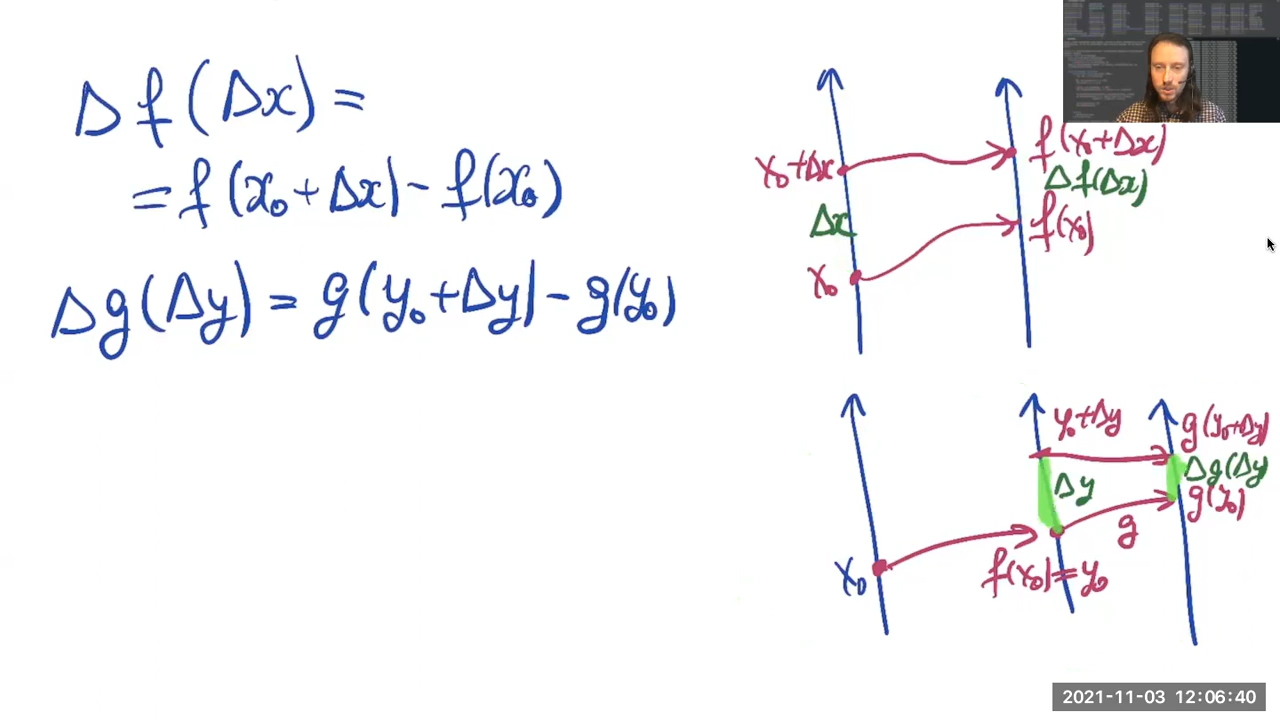 Δf(Δx) =
= f(x₀+Δx) - f(x₀)
Δg(Δy) = g(y₀+Δy) - g(y₀)
x₀+Δx
f(x₀+Δx)
Δf(Δx)
Δx
f(x₀)
x₀
y₀+Δy
g(y₀+Δy)
Δg(Δy)
Δy
g(y₀)
g
x₀
f(x₀)=y₀
2021-11-03 12:06:40